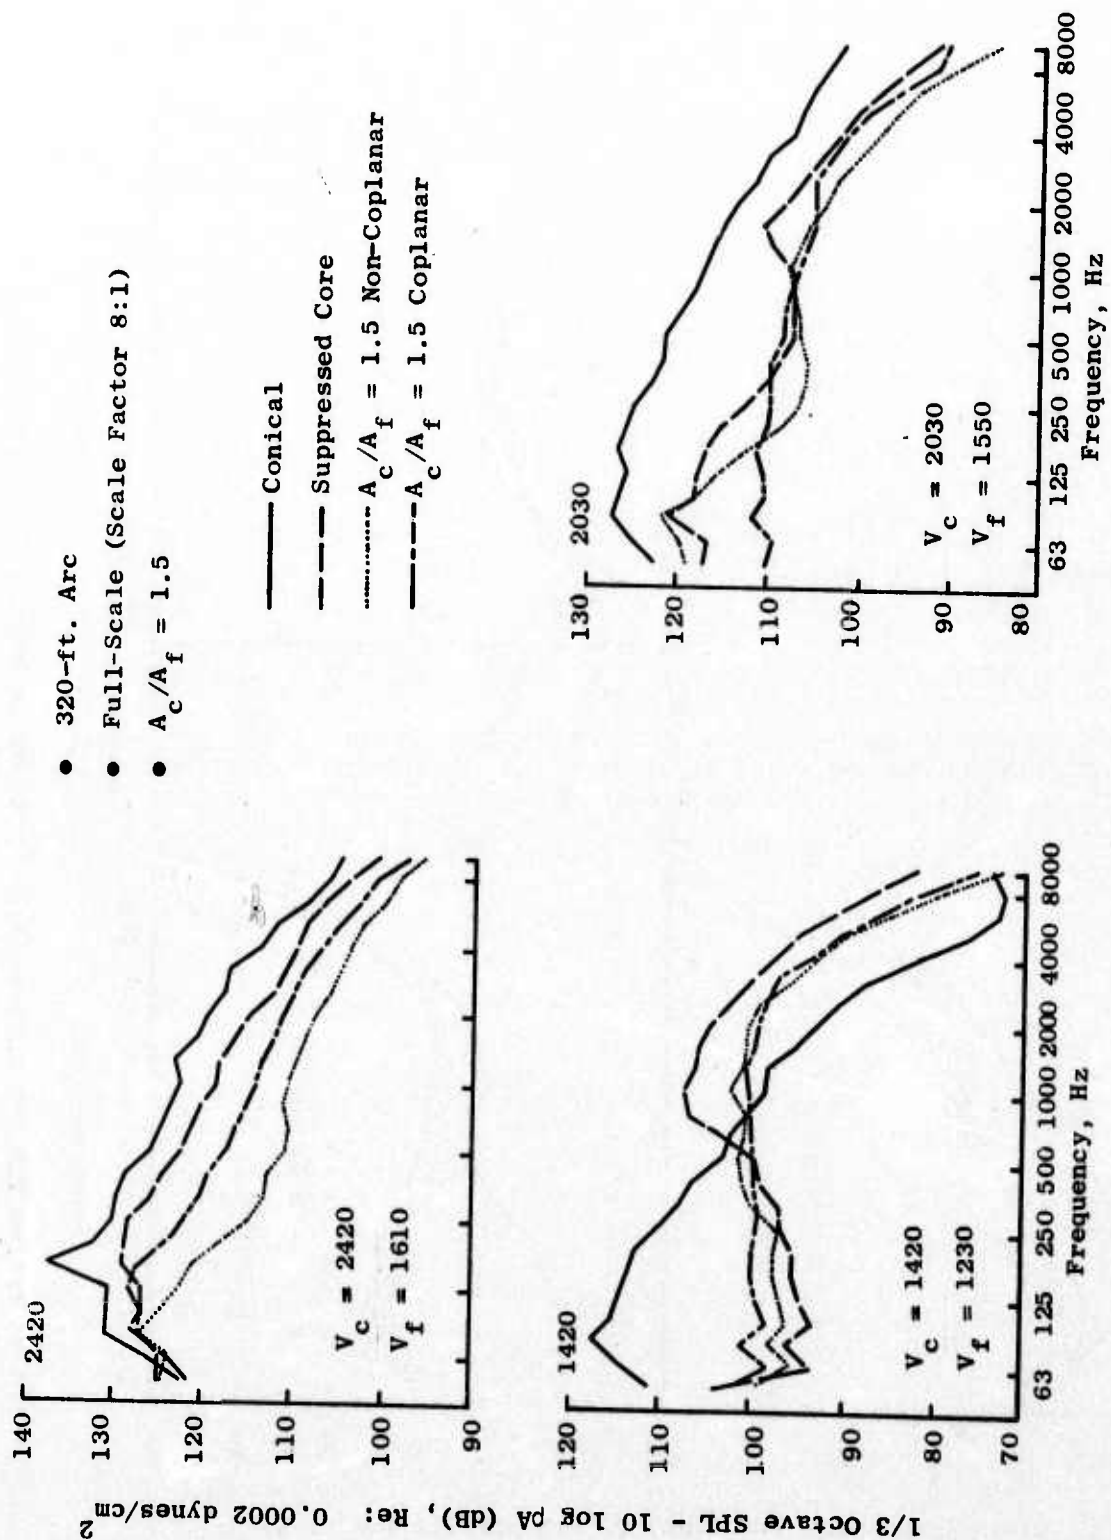 1/3 Octave SPL - 10 log ρA (dB), Re: 0.0002 dynes/cm²
• 320-ft. Arc
• Full-Scale (Scale Factor 8:1)
• A_c/A_f = 1.5
Conical
Suppressed Core
A_c/A_f = 1.5 Non-Coplanar
A_c/A_f = 1.5 Coplanar
140
130
120
110
100
90
2420
V_c = 2420
V_f = 1610
120
110
100
90
80
70
1420
V_c = 1420
V_f = 1230
63 125 250 500 1000 2000 4000 8000
Frequency, Hz
130
120
110
100
90
80
2030
V_c = 2030
V_f = 1550
63 125 250 500 1000 2000 4000 8000
Frequency, Hz